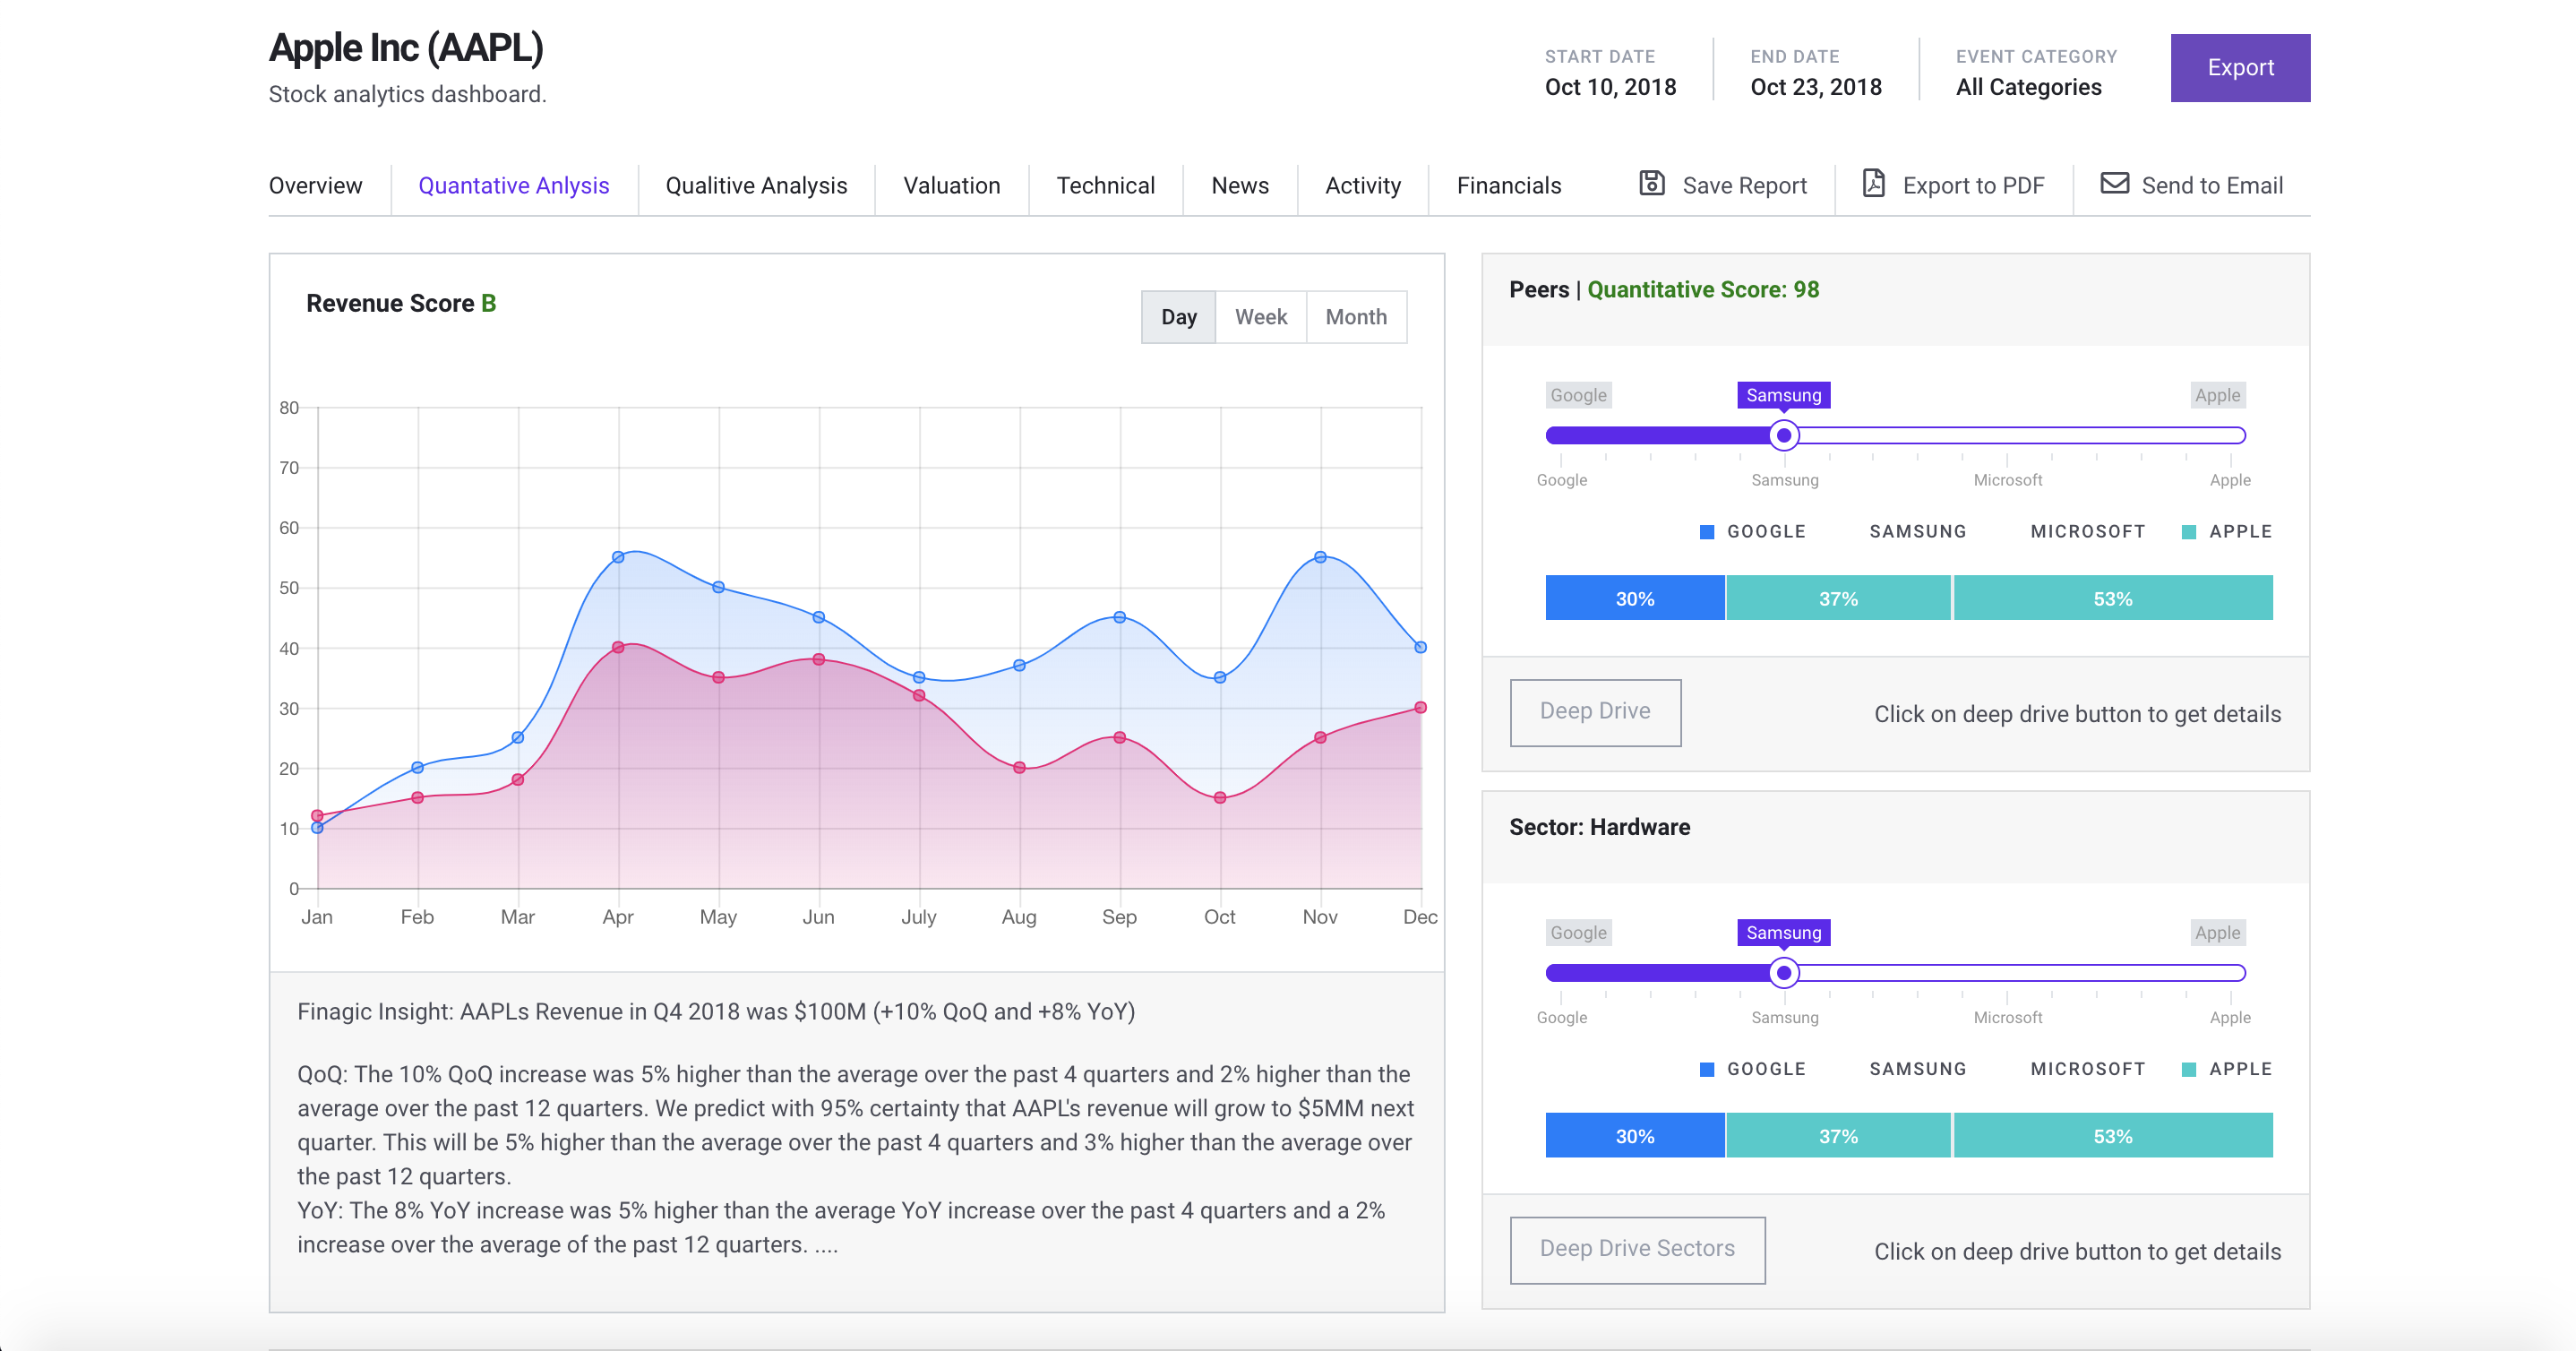 Apple Inc (AAPL)
Stock analytics dashboard.
START DATE
Oct 10, 2018
END DATE
Oct 23, 2018
EVENT CATEGORY
All Categories
Export
Overview
Quantative Anlysis
Qualitive Analysis
Valuation
Technical
News
Activity
Financials
Save Report
Export to PDF
Send to Email
Revenue Score B
Day
Week
Month
80
70
60
50
40
30
20
10
0
Jan
Feb
Mar
Apr
May
Jun
July
Aug
Sep
Oct
Nov
Dec
Finagic Insight: AAPLs Revenue in Q4 2018 was $100M (+10% QoQ and +8% YoY)
QoQ: The 10% QoQ increase was 5% higher than the average over the past 4 quarters and 2% higher than the
average over the past 12 quarters. We predict with 95% certainty that AAPL's revenue will grow to $5MM next
quarter. This will be 5% higher than the average over the past 4 quarters and 3% higher than the average over
the past 12 quarters.
YoY: The 8% YoY increase was 5% higher than the average YoY increase over the past 4 quarters and a 2%
increase over the average of the past 12 quarters. ....
Peers | Quantitative Score: 98
Google
Samsung
Apple
Google
Samsung
Microsoft
Apple
GOOGLE
SAMSUNG
MICROSOFT
APPLE
30%
37%
53%
Deep Drive
Click on deep drive button to get details
Sector: Hardware
Google
Samsung
Apple
Google
Samsung
Microsoft
Apple
GOOGLE
SAMSUNG
MICROSOFT
APPLE
30%
37%
53%
Deep Drive Sectors
Click on deep drive button to get details